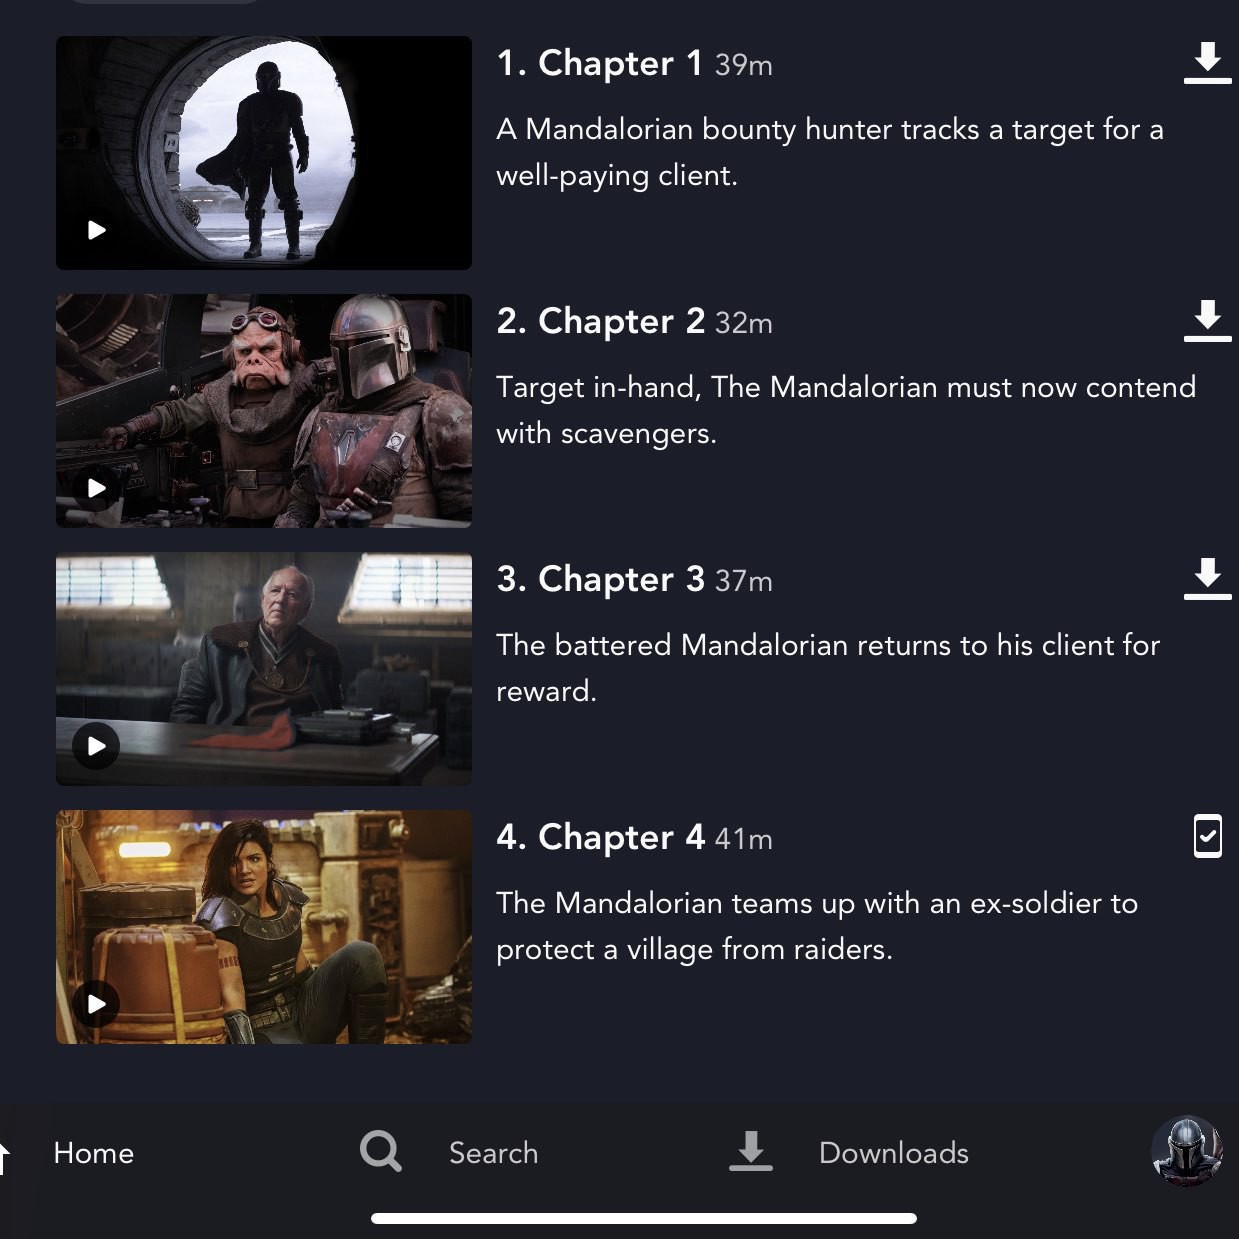 1. Chapter 1 39m
A Mandalorian bounty hunter tracks a target for a
well-paying client.
2. Chapter 2 32m
Target in-hand, The Mandalorian must now contend
with scavengers.
3. Chapter 3 37m
The battered Mandalorian returns to his client for
reward.
4. Chapter 4 41m
The Mandalorian teams up with an ex-soldier to
protect a village from raiders.
Home Search Downloads